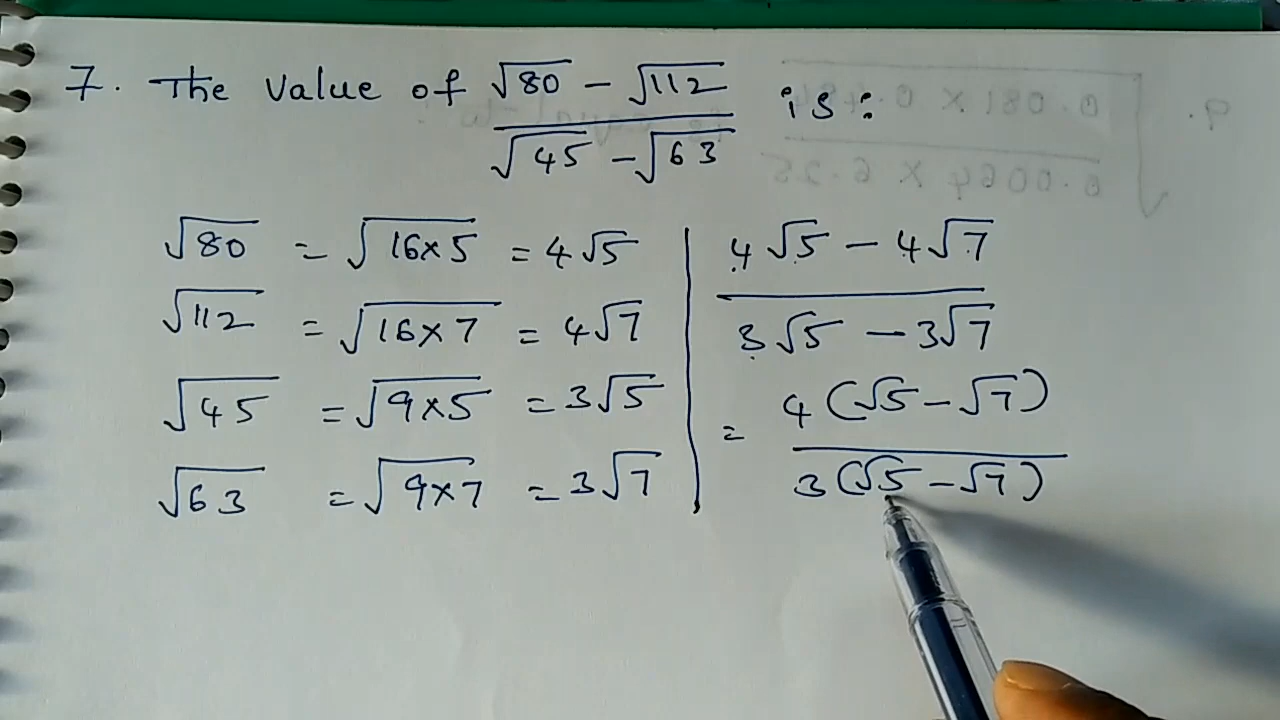 7. The value of √80 − √112 / √45 − √63 is:
√80 = √16×5 = 4√5
√112 = √16×7 = 4√7
√45 = √9×5 = 3√5
√63 = √9×7 = 3√7
4√5 − 4√7
3√5 − 3√7
= 4(√5 − √7)
3(√5 − √7)